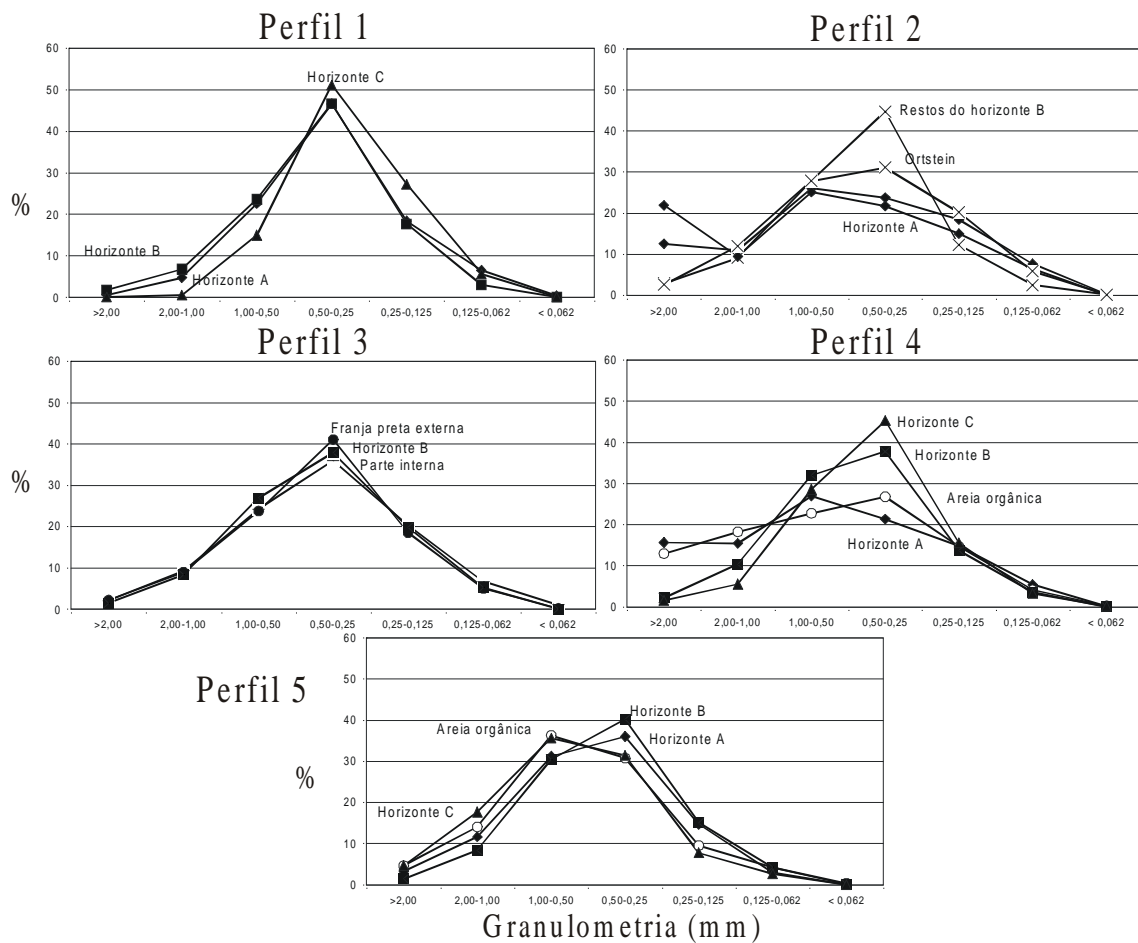 Perfil 1
60
50
40
30
20
10
0
%
Horizonte C
Horizonte B
Horizonte A
>2,00 2,00-1,00 1,00-0,50 0,50-0,25 0,25-0,125 0,125-0,062 < 0,062
Perfil 2
60
50
40
30
20
10
0
Restos do horizonte B
Ortstein
Horizonte A
>2,00 2,00-1,00 1,00-0,50 0,50-0,25 0,25-0,125 0,125-0,062 < 0,062
Perfil 3
60
50
40
30
20
10
0
%
Franja preta externa
Horizonte B
Parte interna
>2,00 2,00-1,00 1,00-0,50 0,50-0,25 0,25-0,125 0,125-0,062 < 0,062
Perfil 4
60
50
40
30
20
10
0
Horizonte C
Horizonte B
Areia orgânica
Horizonte A
>2,00 2,00-1,00 1,00-0,50 0,50-0,25 0,25-0,125 0,125-0,062 < 0,062
Perfil 5
60
50
40
30
20
10
0
%
Horizonte B
Areia orgânica
Horizonte A
Horizonte C
>2,00 2,00-1,00 1,00-0,50 0,50-0,25 0,25-0,125 0,125-0,062 < 0,062
Granulometria (mm)